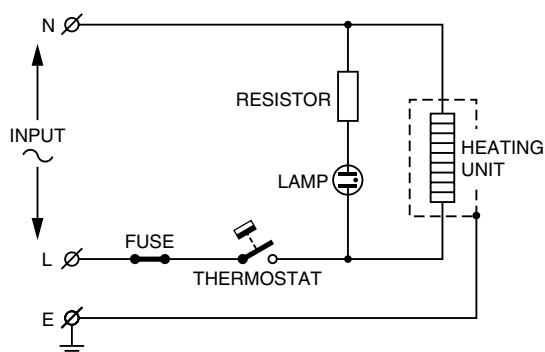 N
RESISTOR
INPUT
HEATING
UNIT
LAMP
FUSE
L
THERMOSTAT
E